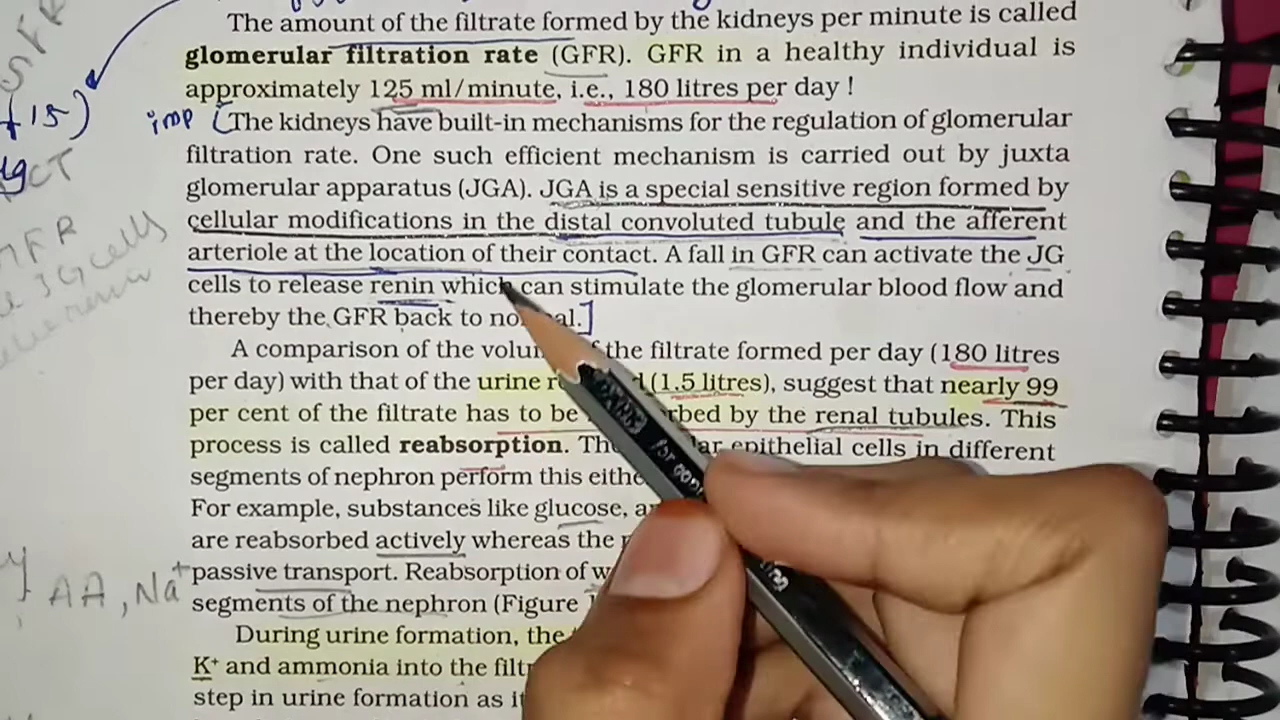 The amount of the filtrate formed by the kidneys per minute is called
glomerular filtration rate (GFR). GFR in a healthy individual is
approximately 125 ml/minute, i.e., 180 litres per day !
imp [The kidneys have built-in mechanisms for the regulation of glomerular
filtration rate. One such efficient mechanism is carried out by juxta
glomerular apparatus (JGA). JGA is a special sensitive region formed by
cellular modifications in the distal convoluted tubule and the afferent
arteriole at the location of their contact. A fall in GFR can activate the JG
cells to release renin which can stimulate the glomerular blood flow and
thereby the GFR back to no al.]
A comparison of the volum f the filtrate formed per day (180 litres
per day) with that of the urine r d (1.5 litres), suggest that nearly 99
per cent of the filtrate has to be rbed by the renal tubules. This
process is called reabsorption. Th ar epithelial cells in different
segments of nephron perform this eithe
For example, substances like glucose, a
are reabsorbed actively whereas the
AA, Na+ passive transport. Reabsorption of w
segments of the nephron (Figure
During urine formation, the
K+ and ammonia into the filt
step in urine formation as it
GFR
CT
JG cells